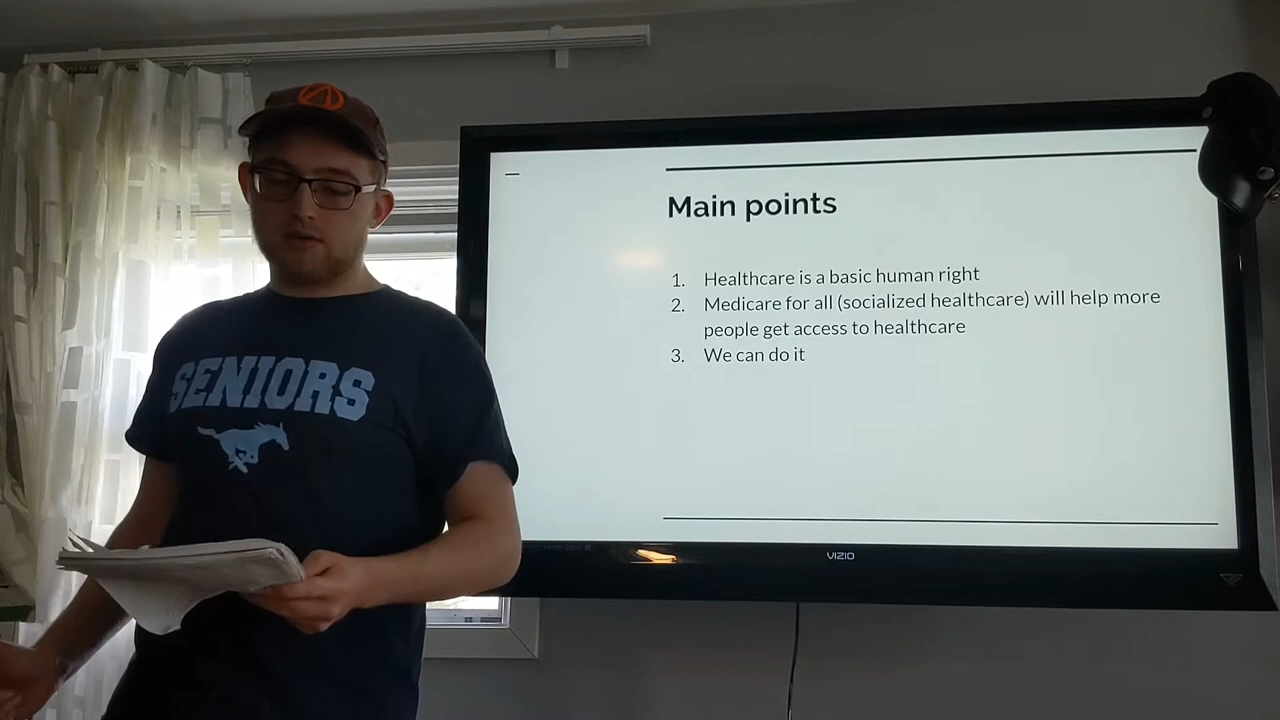 SENIORS
Main points
1. Healthcare is a basic human right
2. Medicare for all (socialized healthcare) will help more
people get access to healthcare
3. We can do it
VIZIO